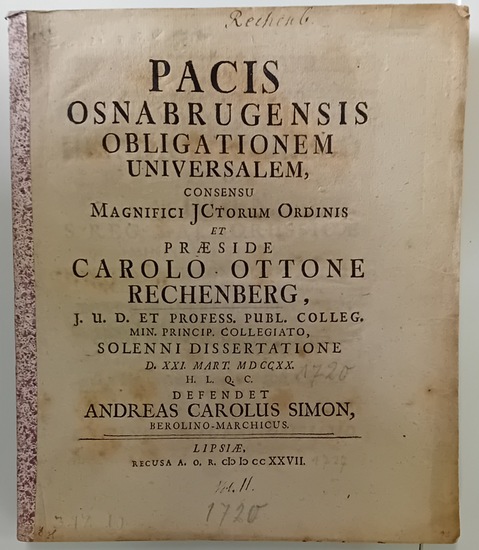 Rechenb.
PACIS
OSNABRUGENSIS
OBLIGATIONEM
UNIVERSALEM,
CONSENSU
MAGNIFICI JCTORUM ORDINIS
ET
PRÆSIDE
CAROLO OTTONE
RECHENBERG,
J. U. D. ET PROFESS. PUBL. COLLEG.
MIN. PRINCIP. COLLEGIATO,
SOLENNI DISSERTATIONE
D. XXI. MART. MDCCXX.
1720
H. L. Q. C.
DEFENDET
ANDREAS CAROLUS SIMON,
BEROLINO-MARCHICUS.
LIPSIÆ,
RECUSA A. O. R. cIↄ Iↄ cc XXVII. 1727
1720